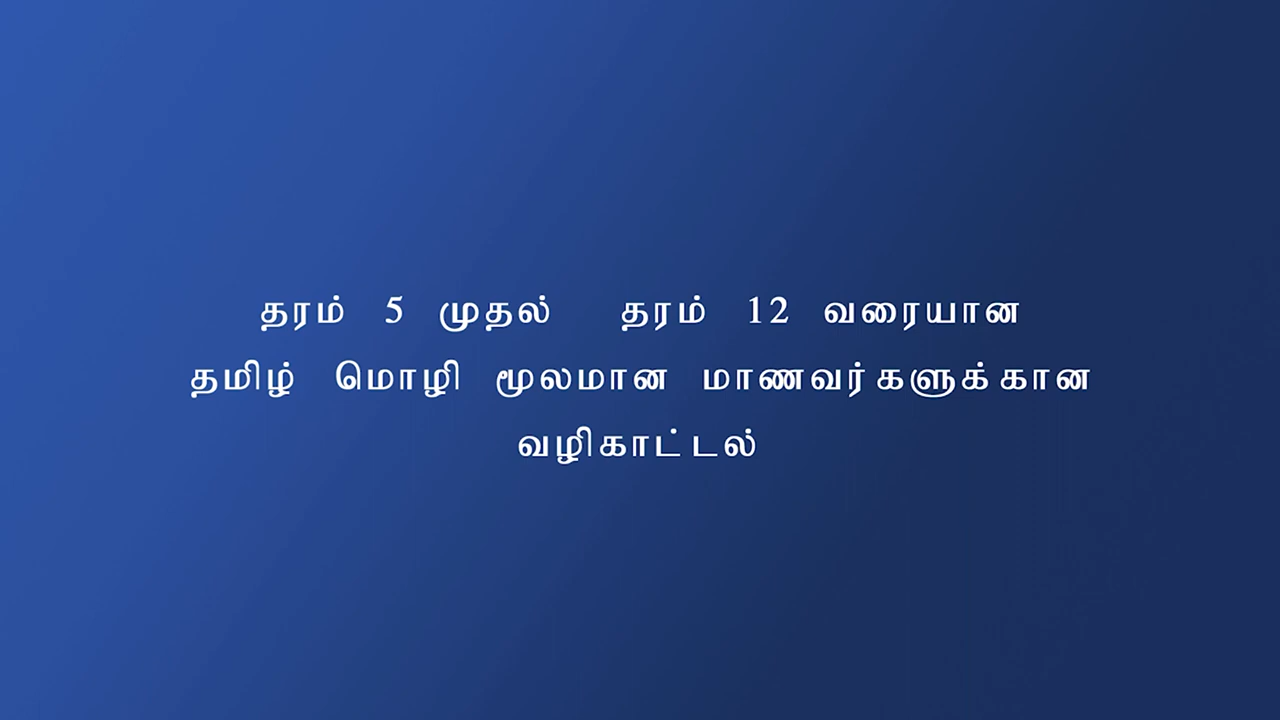 தரம் 5 முதல் தரம் 12 வரையான
தமிழ் மொழி மூலமான மாணவர்களுக்கான
வழிகாட்டல்